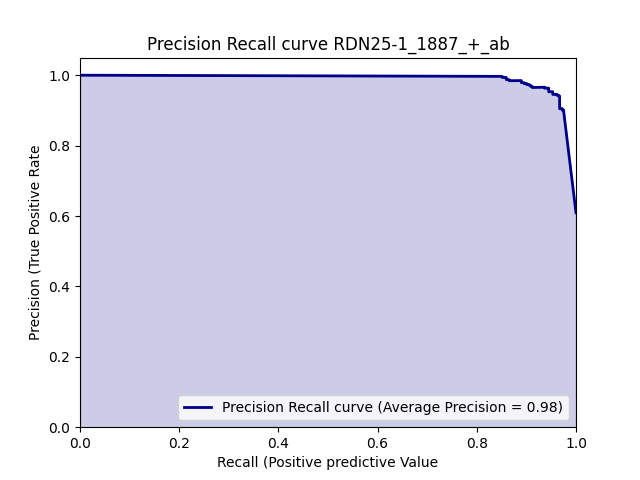 Precision Recall curve RDN25-1_1887_+_ab
1.0
0.8
0.6
0.4
0.2
0.0
Precision (True Positive Rate
Precision Recall curve (Average Precision = 0.98)
0.0 0.2 0.4 0.6 0.8 1.0
Recall (Positive predictive Value